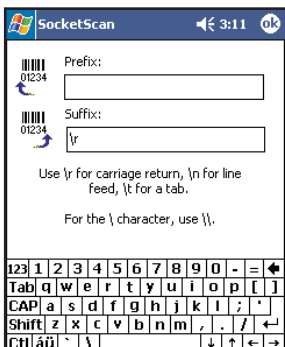 SocketScan 3:11 ok
Prefix:
01234
Suffix:
01234
\r
Use \r for carriage return, \n for line
feed, \t for a tab.
For the \ character, use \\.
123 1 2 3 4 5 6 7 8 9 0 - = ←
Tab q w e r t y u i o p [ ]
CAP a s d f g h j k l ; '
Shift z x c v b n m , . / ↵
Ctl áü ` \ ↓ ↑ ← →